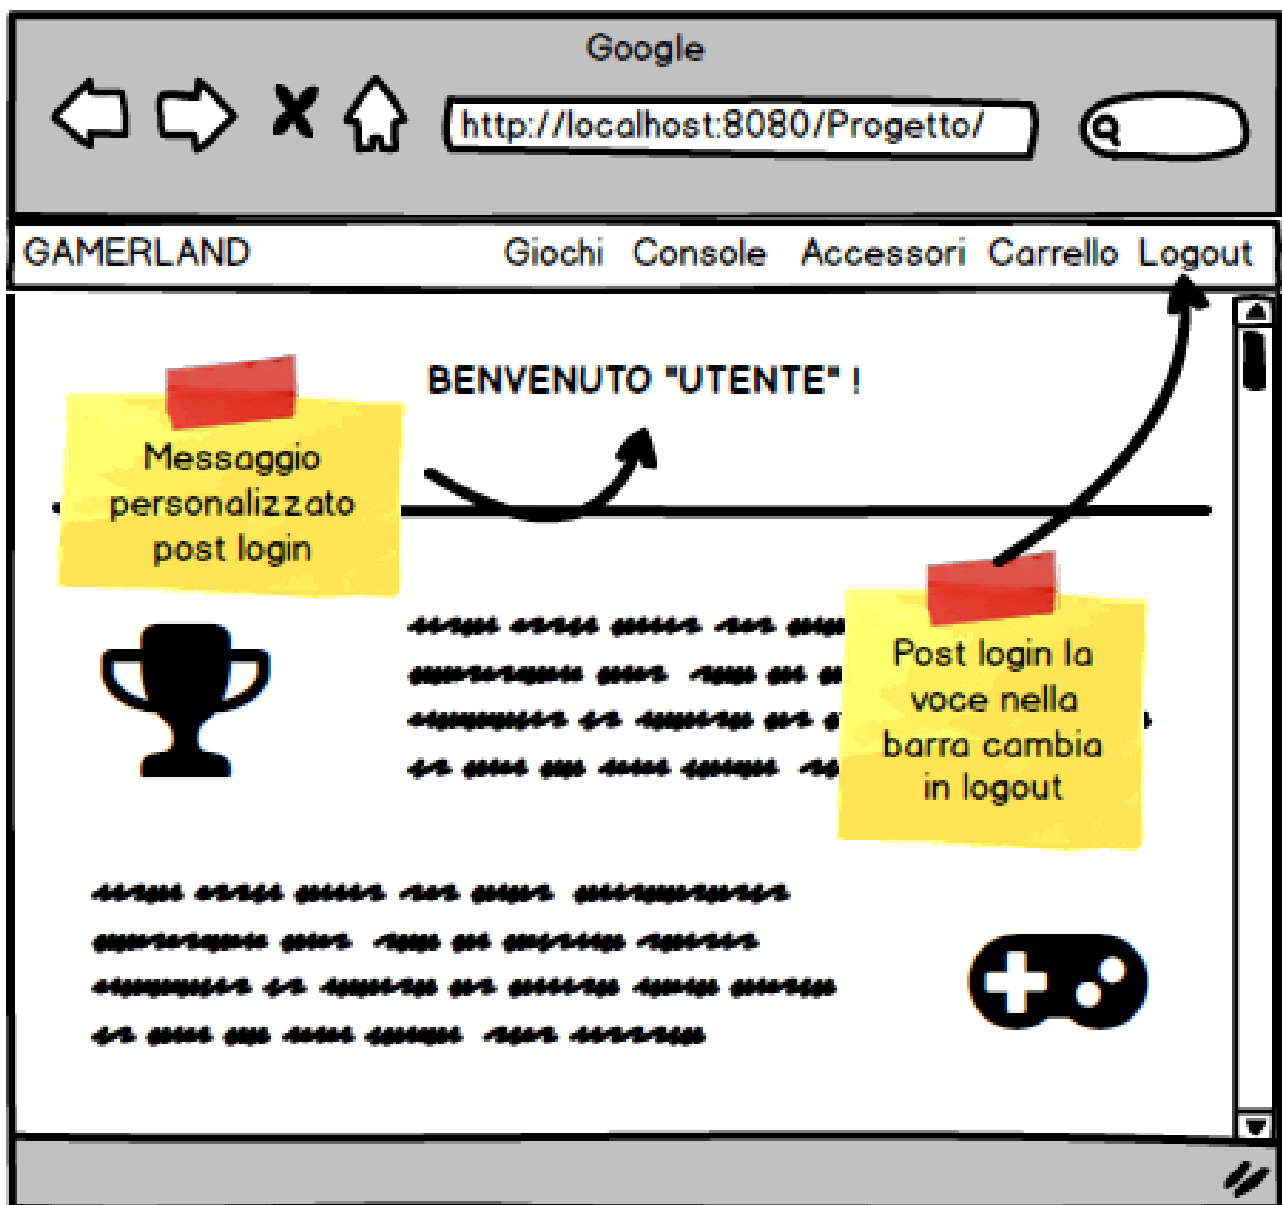 Google
http://localhost:8080/Progetto/
GAMERLAND Giochi Console Accessori Carrello Logout
BENVENUTO "UTENTE" !
Messaggio
personalizzato
post login
Post login la
voce nella
barra cambia
in logout